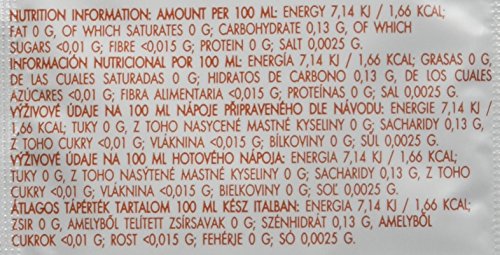 NUTRITION INFORMATION: AMOUNT PER 100 ML: ENERGY 7,14 KJ / 1,66 KCAL;
FAT 0 G, OF WHICH SATURATES 0 G; CARBOHYDRATE 0,13 G, OF WHICH
SUGARS <0,01 G; FIBRE <0,015 G; PROTEIN 0 G; SALT 0,0025 G.
INFORMACIÓN NUTRICIONAL POR 100 ML: ENERGÍA 7,14 KJ / 1,66 KCAL; GRASAS 0 G,
DE LAS CUALES SATURADAS 0 G; HIDRATOS DE CARBONO 0,13 G, DE LOS CUALES
AZÚCARES <0,01 G; FIBRA ALIMENTARIA <0,015 G; PROTEÍNAS 0 G; SAL 0,0025 G.
VÝŽIVOVÉ ÚDAJE NA 100 ML NÁPOJE PŘIPRAVENÉHO DLE NÁVODU: ENERGIE 7,14 KJ /
1,66 KCAL; TUKY 0 G, Z TOHO NASYCENÉ MASTNÉ KYSELINY 0 G; SACHARIDY 0,13 G,
Z TOHO CUKRY <0,01 G; VLÁKNINA <0,015 G; BÍLKOVINY 0 G; SŮL 0,0025 G.
VÝŽIVOVÉ ÚDAJE NA 100 ML HOTOVÉHO NÁPOJA: ENERGIA 7,14 KJ / 1,66 KCAL;
TUKY 0 G, Z TOHO NASÝTENÉ MASTNÉ KYSELINY 0 G; SACHARIDY 0,13 G, Z TOHO
CUKRY <0,01 G; VLÁKNINA <0,015 G; BIELKOVINY 0 G; SOĽ 0,0025 G.
ÁTLAGOS TÁPÉRTÉK TARTALOM 100 ML KÉSZ ITALBAN: ENERGIA 7,14 KJ / 1,66 KCAL;
ZSIR 0 G, AMELYBŐL TELÍTETT ZSÍRSAVAK 0 G; SZÉNHIDRÁT 0,13 G, AMELYBŐL
CUKROK <0,01 G; ROST <0,015 G; FEHÉRJE 0 G; SÓ 0,0025 G.